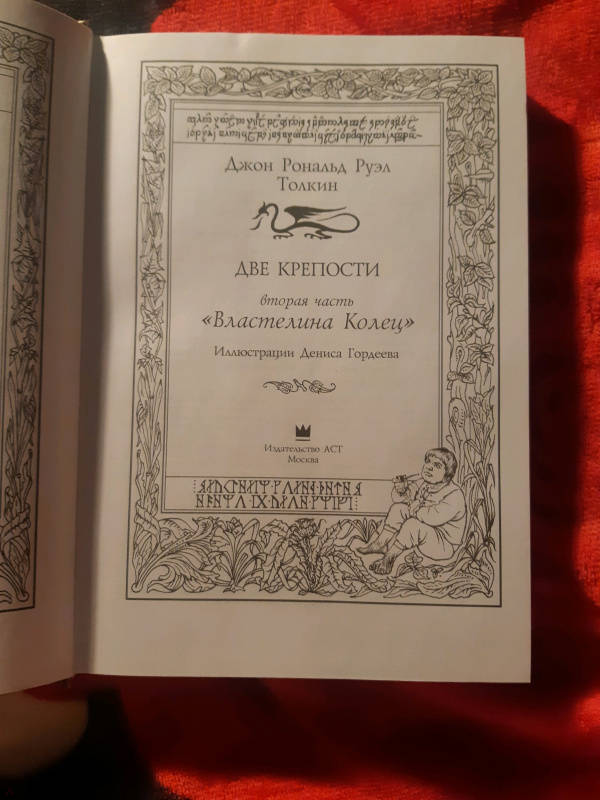 Джон Рональд Руэл
Толкин
ДВЕ КРЕПОСТИ
вторая часть
«Властелина Колец»
Иллюстрации Дениса Гордеева
Издательство АСТ
Москва